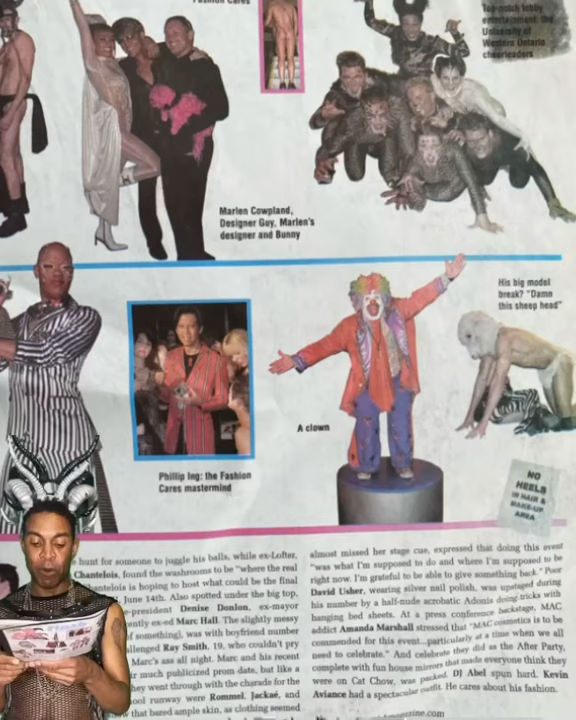 Fashion Cares
Top-notch lobby
entertainment: the
University of
Western Ontario
cheerleaders
Marlen Cowpland,
Designer Guy, Marlen's
designer and Bunny
His big model
break? "Damn
this sheep head"
A clown
Phillip Ing: the Fashion
Cares mastermind
NO
HEELS
IN HAIR &
MAKE-UP
AREA
hunt for someone to juggle his balls, while ex-Lofter,
Chantelois, found the washrooms to be "where the real
antelois is hoping to host what could be the final
June 14th. Also spotted under the big top,
e-president Denise Donlon, ex-mayor
ently ex-ed Marc Hall. The slightly messy
f something), was with boyfriend number
allenged Ray Smith, 19, who couldn't pry
Marc's ass all night. Marc and his recent
ir much publicized prom date, but like a
they went through with the charade for the
ool runway were Rommel, Jackaé, and
w that bared ample skin, as clothing seemed
almost missed her stage cue, expressed that doing this event
"was what I'm supposed to do and where I'm supposed to be
right now. I'm grateful to be able to give something back." Poor
David Usher, wearing silver nail polish, was upstaged during
his number by a half-nude acrobatic Adonis doing tricks with
hanging bed sheets. At a press conference backstage, MAC
addict Amanda Marshall stressed that "MAC cosmetics is to be
commended for this event...particularly at a time when we all
need to celebrate." And celebrate they did as the After Party,
complete with fun house mirrors that made everyone think they
were on Cat Chow, was packed. DJ Abel spun hard. Kevin
Aviance had a spectacular outfit. He cares about his fashion.
magazine.com